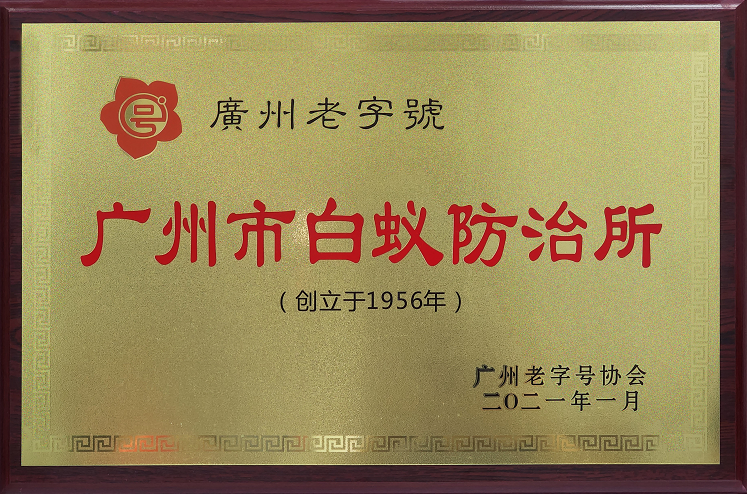 号
廣州老字號
广州市白蚁防治所
（创立于1956年）
广州老字号协会
二〇二一年一月